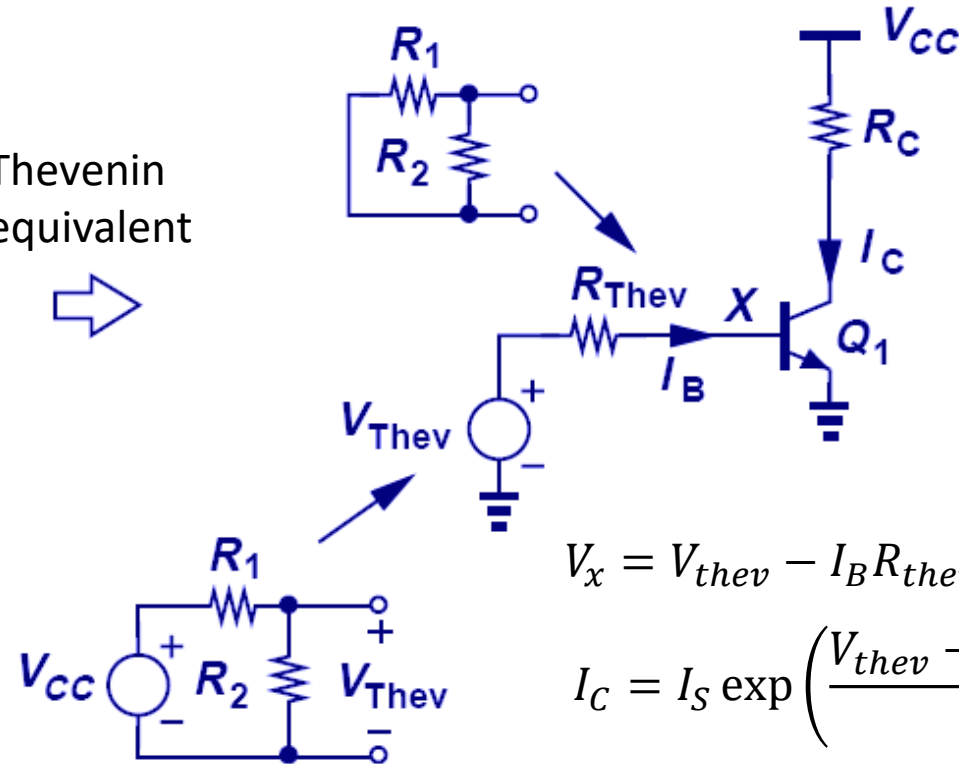 Thevenin
equivalent
R1
R2
VCC
RC
IC
RThev
X
Q1
IB
VThev
+
−
R1
VCC
+
−
R2
+
VThev
−
Vx = Vthev − IBRthe
IC = IS exp (Vthev −